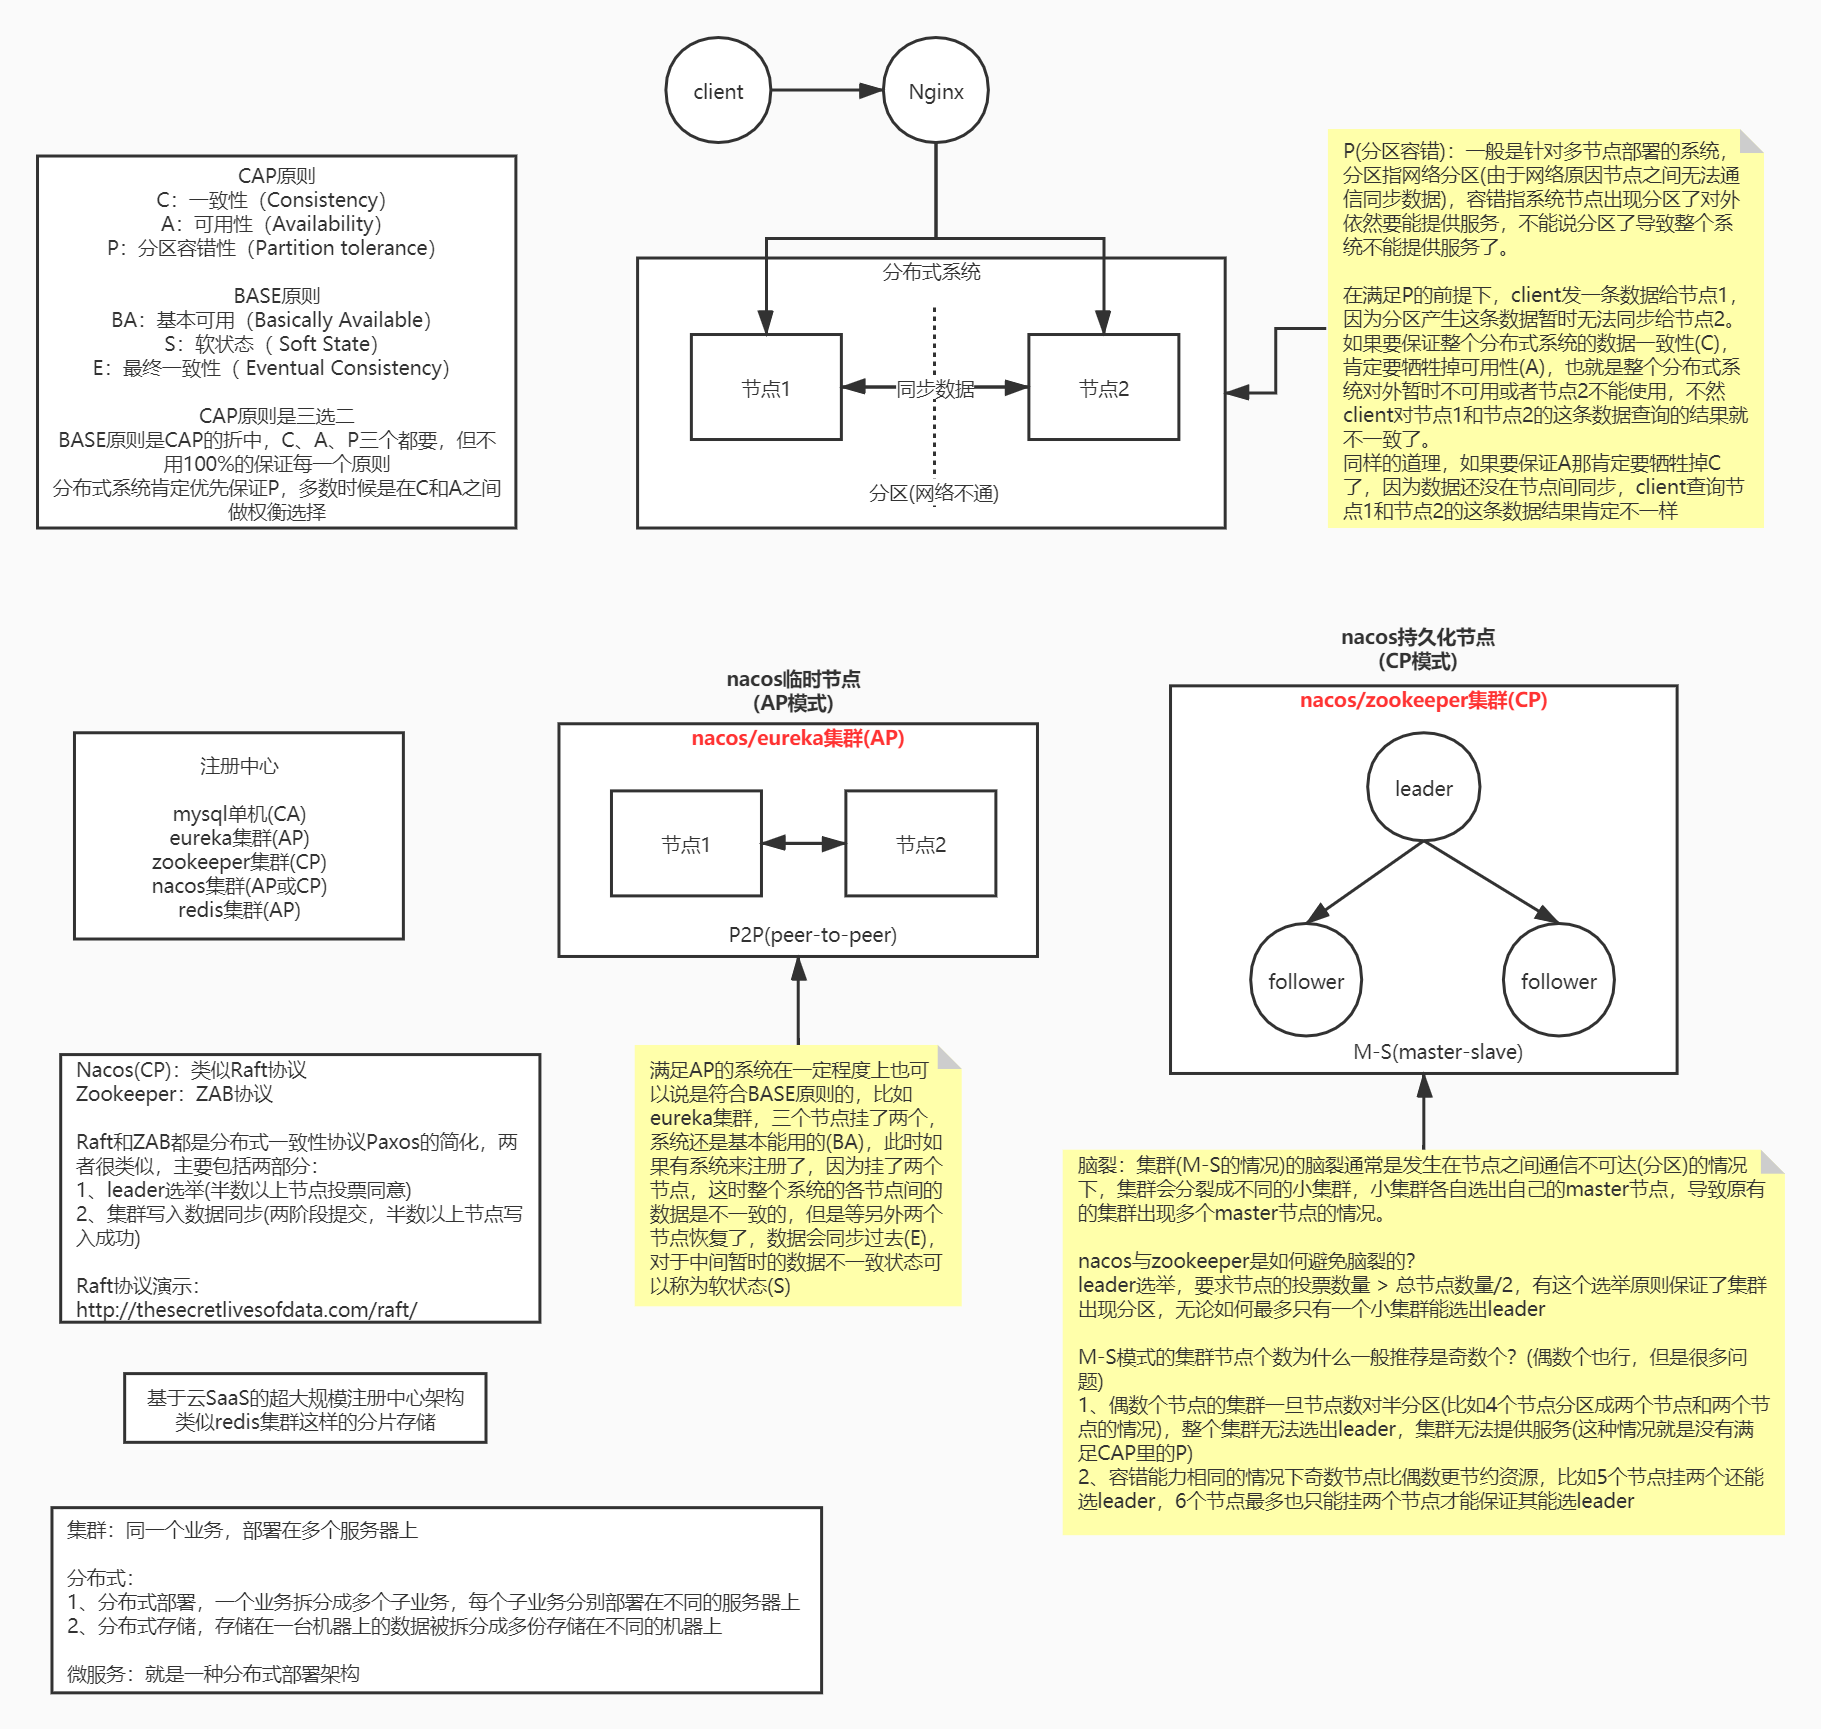 client
Nginx
CAP原则
C：一致性（Consistency）
A：可用性（Availability）
P：分区容错性（Partition tolerance）
BASE原则
BA：基本可用（Basically Available）
S：软状态（ Soft State）
E：最终一致性（ Eventual Consistency）
CAP原则是三选二
BASE原则是CAP的折中，C、A、P三个都要，但不
用100%的保证每一个原则
分布式系统肯定优先保证P，多数时候是在C和A之间
做权衡选择
分布式系统
节点1
同步数据
节点2
分区(网络不通)
P(分区容错)：一般是针对多节点部署的系统，
分区指网络分区(由于网络原因节点之间无法通
信同步数据)，容错指系统节点出现分区了对外
依然要能提供服务，不能说分区了导致整个系
统不能提供服务了。
在满足P的前提下，client发一条数据给节点1，
因为分区产生这条数据暂时无法同步给节点2。
如果要保证整个分布式系统的数据一致性(C)，
肯定要牺牲掉可用性(A)，也就是整个分布式系
统对外暂时不可用或者节点2不能使用，不然
client对节点1和节点2的这条数据查询的结果就
不一致了。
同样的道理，如果要保证A那肯定要牺牲掉C
了，因为数据还没在节点间同步，client查询节
点1和节点2的这条数据结果肯定不一样
注册中心
mysql单机(CA)
eureka集群(AP)
zookeeper集群(CP)
nacos集群(AP或CP)
redis集群(AP)
nacos临时节点
(AP模式)
nacos/eureka集群(AP)
节点1
节点2
P2P(peer-to-peer)
nacos持久化节点
(CP模式)
nacos/zookeeper集群(CP)
leader
follower
follower
M-S(master-slave)
Nacos(CP)：类似Raft协议
Zookeeper：ZAB协议
Raft和ZAB都是分布式一致性协议Paxos的简化，两
者很类似，主要包括两部分：
1、leader选举(半数以上节点投票同意)
2、集群写入数据同步(两阶段提交，半数以上节点写
入成功)
Raft协议演示：
http://thesecretlivesofdata.com/raft/
满足AP的系统在一定程度上也可
以说是符合BASE原则的，比如
eureka集群，三个节点挂了两个，
系统还是基本能用的(BA)，此时如
果有系统来注册了，因为挂了两个
节点，这时整个系统的各节点间的
数据是不一致的，但是等另外两个
节点恢复了，数据会同步过去(E)，
对于中间暂时的数据不一致状态可
以称为软状态(S)
脑裂：集群(M-S的情况)的脑裂通常是发生在节点之间通信不可达(分区)的情况
下，集群会分裂成不同的小集群，小集群各自选出自己的master节点，导致原有
的集群出现多个master节点的情况。
nacos与zookeeper是如何避免脑裂的？
leader选举，要求节点的投票数量 > 总节点数量/2，有这个选举原则保证了集群
出现分区，无论如何最多只有一个小集群能选出leader
M-S模式的集群节点个数为什么一般推荐是奇数个？(偶数个也行，但是很多问
题)
1、偶数个节点的集群一旦节点数对半分区(比如4个节点分区成两个节点和两个节
点的情况)，整个集群无法选出leader，集群无法提供服务(这种情况就是没有满
足CAP里的P)
2、容错能力相同的情况下奇数节点比偶数更节约资源，比如5个节点挂两个还能
选leader，6个节点最多也只能挂两个节点才能保证其能选leader
基于云SaaS的超大规模注册中心架构
类似redis集群这样的分片存储
集群：同一个业务，部署在多个服务器上
分布式：
1、分布式部署，一个业务拆分成多个子业务，每个子业务分别部署在不同的服务器上
2、分布式存储，存储在一台机器上的数据被拆分成多份存储在不同的机器上
微服务：就是一种分布式部署架构